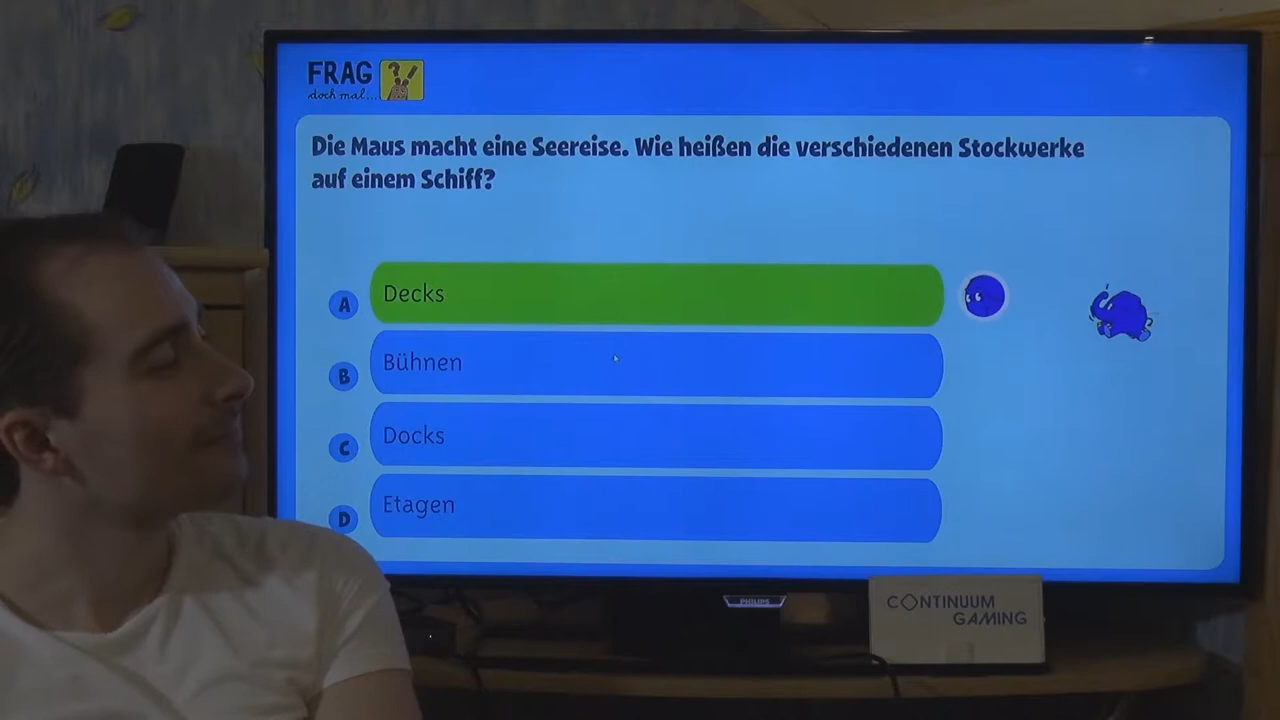 FRAG
doch mal...
?
Die Maus macht eine Seereise. Wie heißen die verschiedenen Stockwerke
auf einem Schiff?
A Decks
B Bühnen
C Docks
D Etagen
PHILIPS
CONTINUUM
GAMING